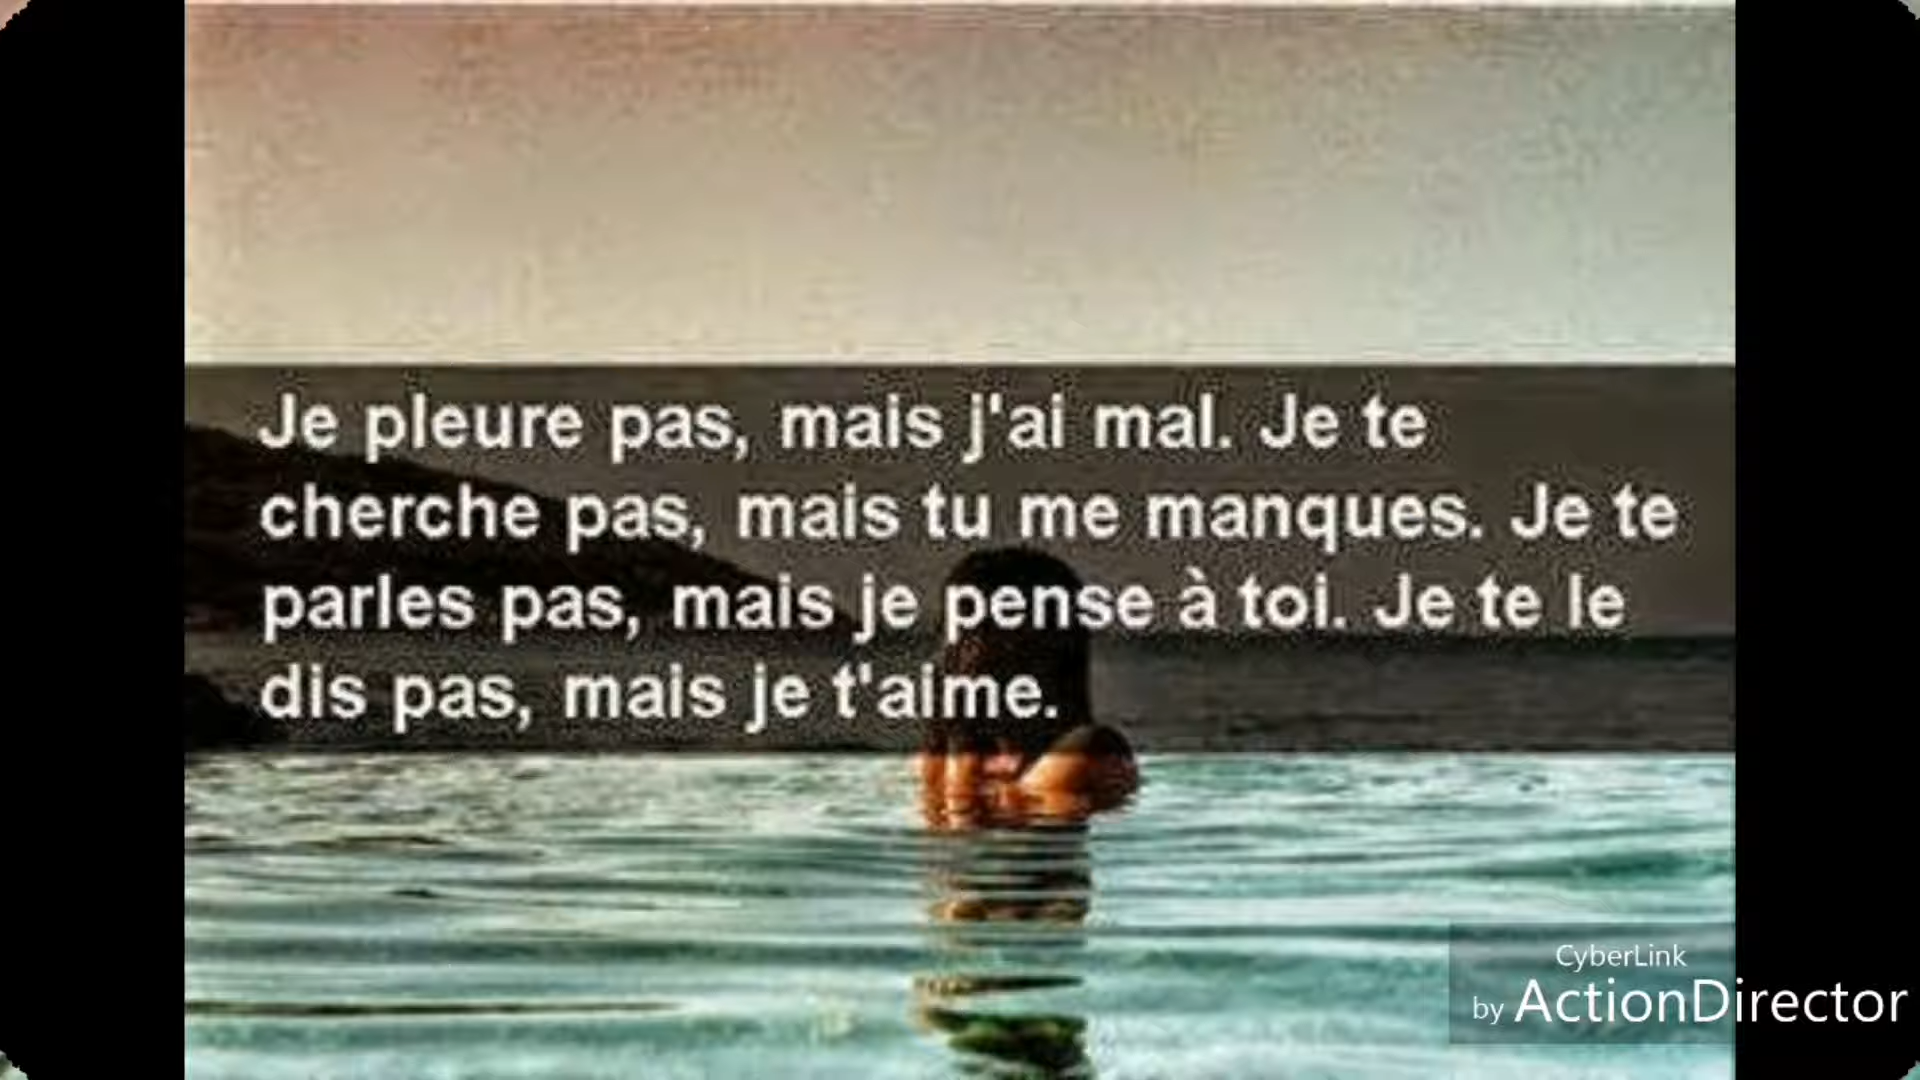 Je pleure pas, mais j'ai mal. Je te
cherche pas, mais tu me manques. Je te
parles pas, mais je pense à toi. Je te le
dis pas, mais je t'aime.
CyberLink
by ActionDirector